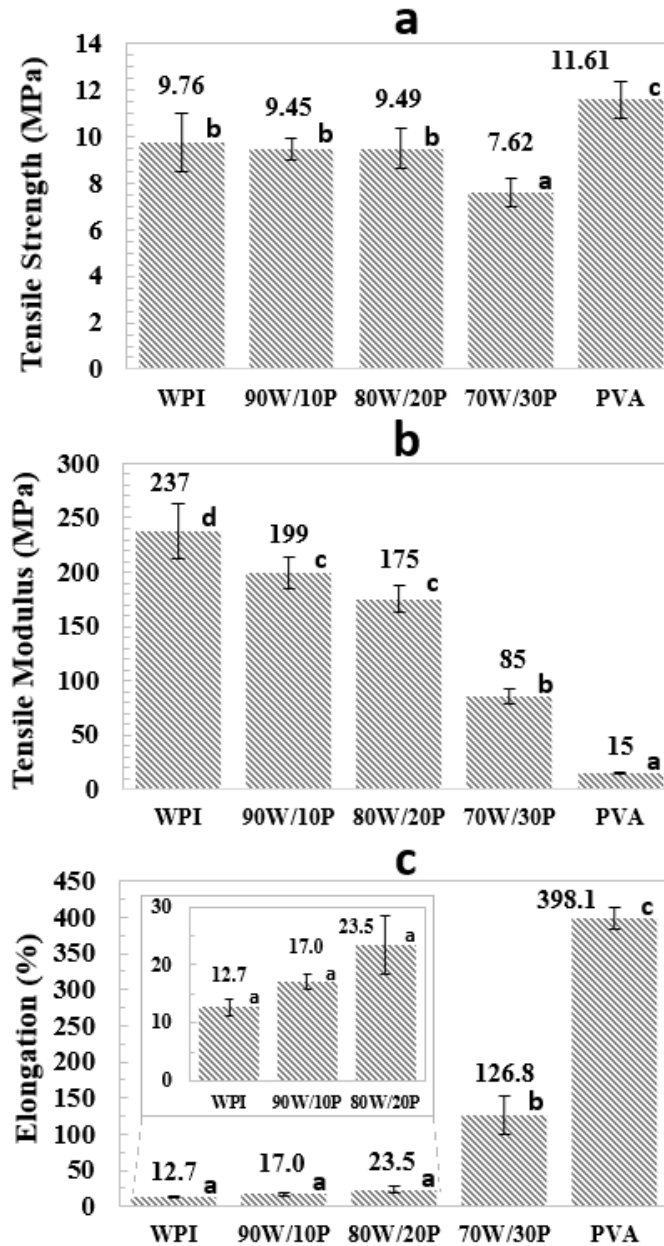 a
Tensile Strength (MPa)
14
12
10
8
6
4
2
0
9.76
b
9.45
b
9.49
b
7.62
a
11.61
c
WPI 90W/10P 80W/20P 70W/30P PVA
b
Tensile Modulus (MPa)
300
250
200
150
100
50
0
237
d
199
c
175
c
85
b
15
a
WPI 90W/10P 80W/20P 70W/30P PVA
c
Elongation (%)
450
400
350
300
250
200
150
100
50
0
30
20
10
0
12.7
a
17.0
a
23.5
a
WPI 90W/10P 80W/20P
12.7
a
17.0
a
23.5
a
126.8
b
398.1
c
WPI 90W/10P 80W/20P 70W/30P PVA